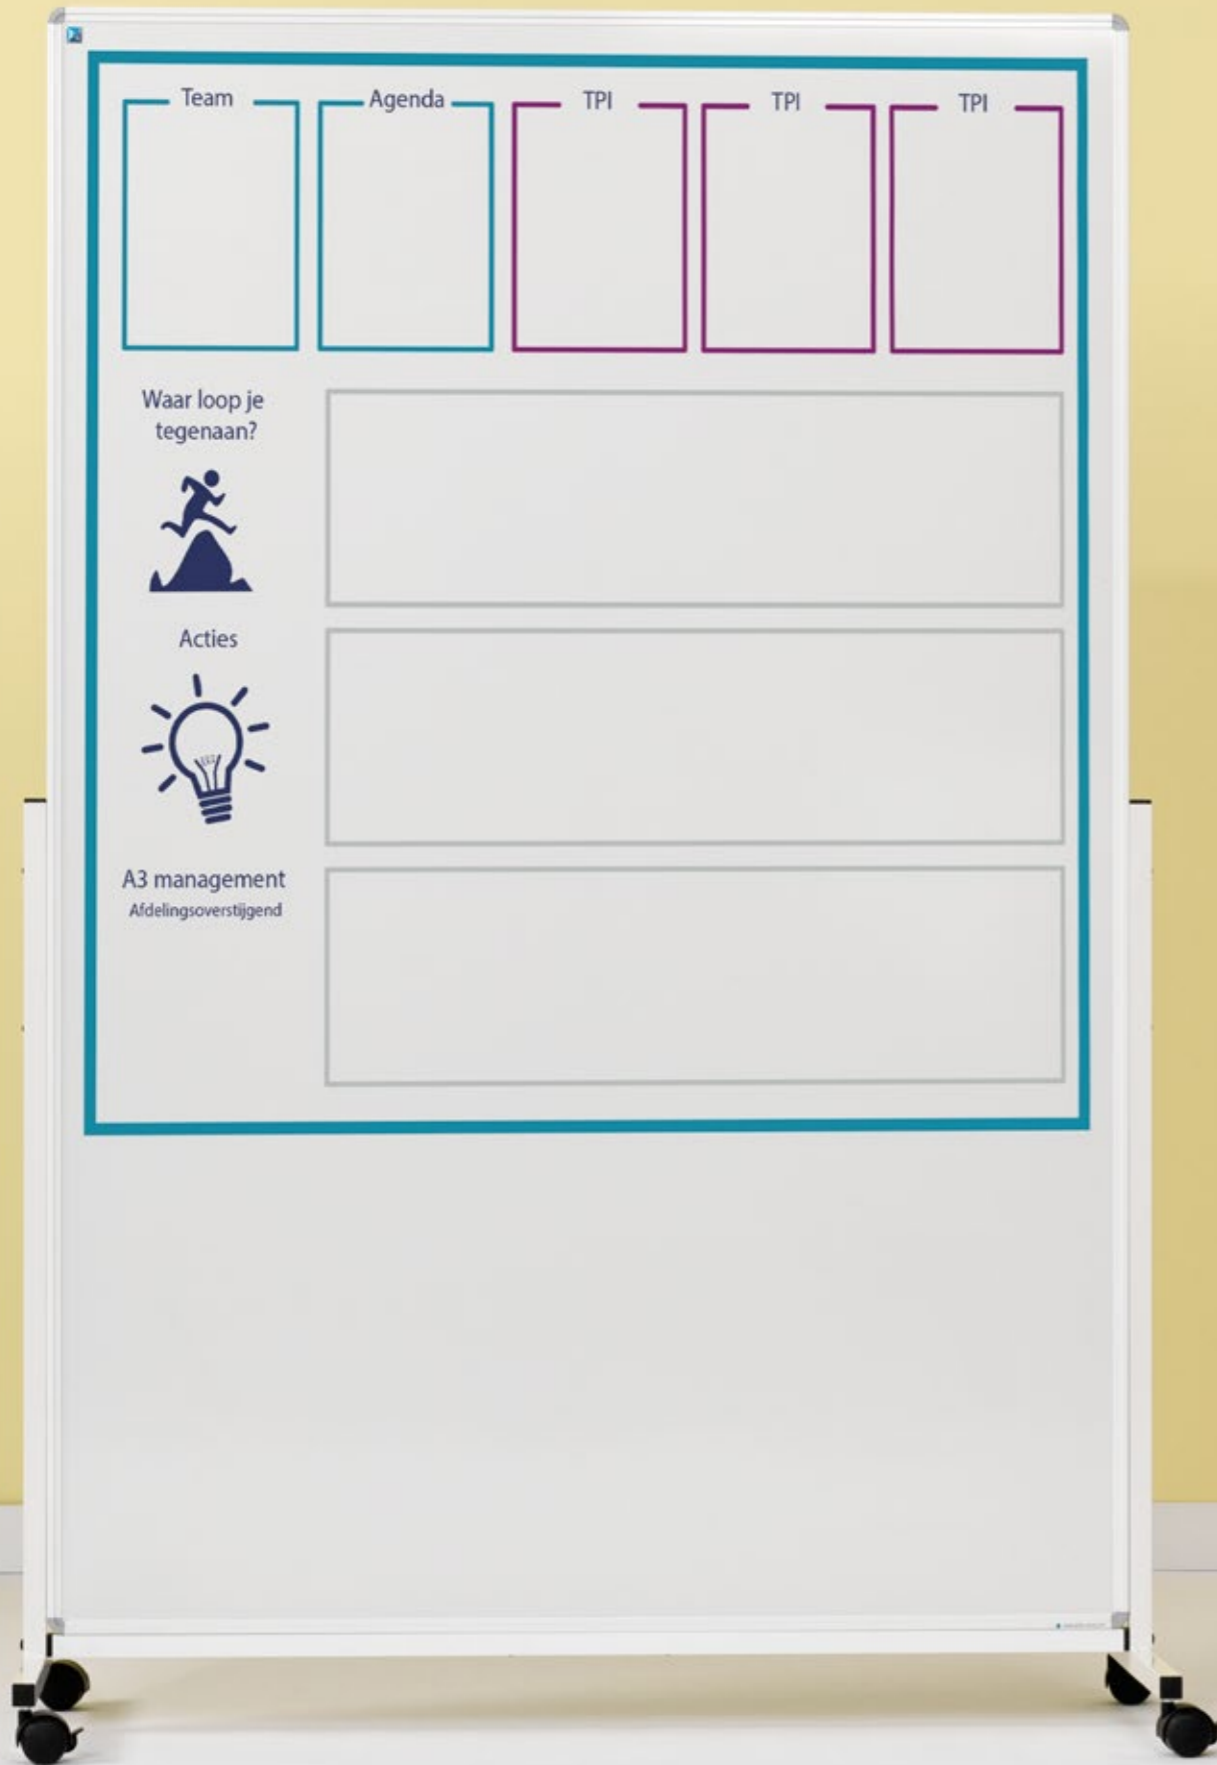 Team
Agenda
TPI
TPI
TPI
Waar loop je
tegenaan?
Acties
A3 management
Afdelingsoverstijgend